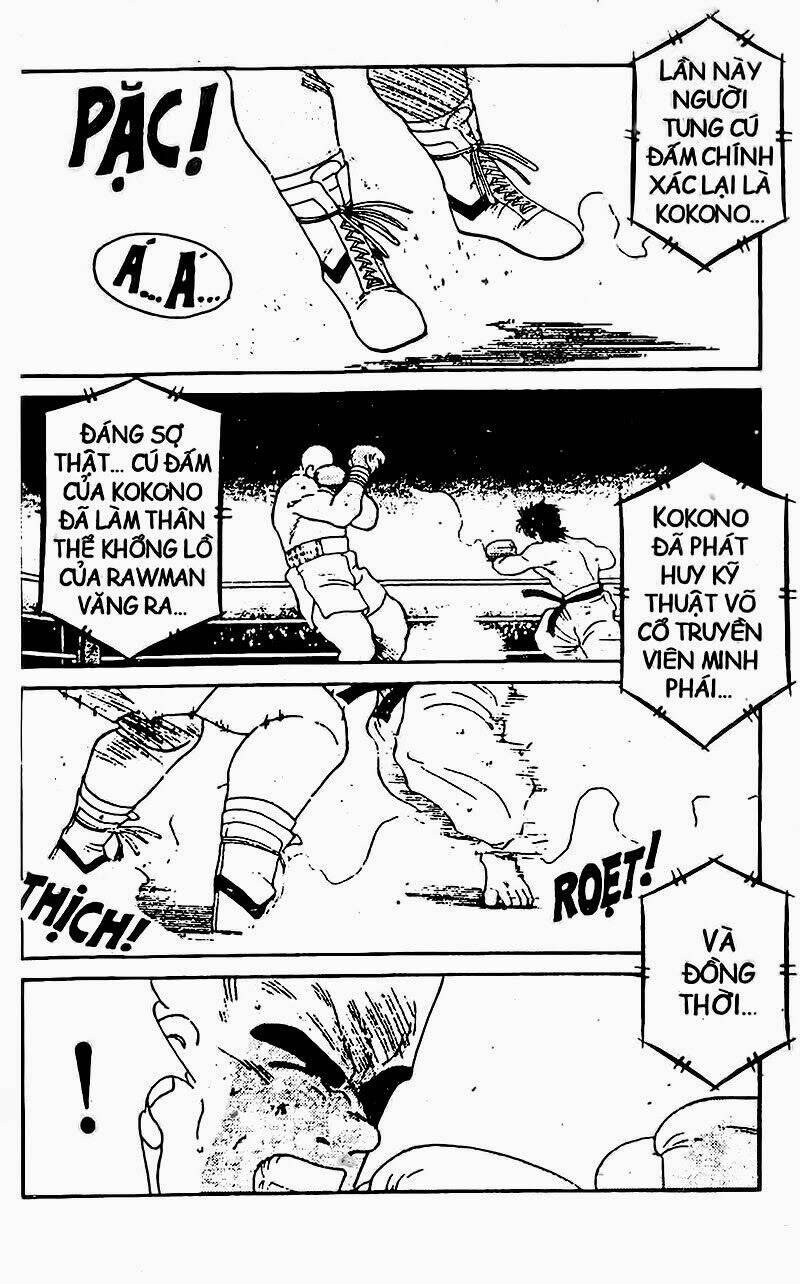 LẦN NÀY
NGƯỜI
TUNG CÚ
ĐẤM CHÍNH
XÁC LẠI LÀ
KOKONO...
PẶC!
Á... Á...
ĐÁNG SỢ
THẬT... CÚ ĐẤM
CỦA KOKONO
ĐÃ LÀM THÂN
THỂ KHỔNG LỒ
CỦA RAWMAN
VĂNG RA...
KOKONO
ĐÃ PHÁT
HUY KỸ
THUẬT VÕ
CỔ TRUYỀN
VIÊN MINH
PHÁI...
THỊCH!
ROẸT!
VÀ
ĐỒNG
THỜI...
!